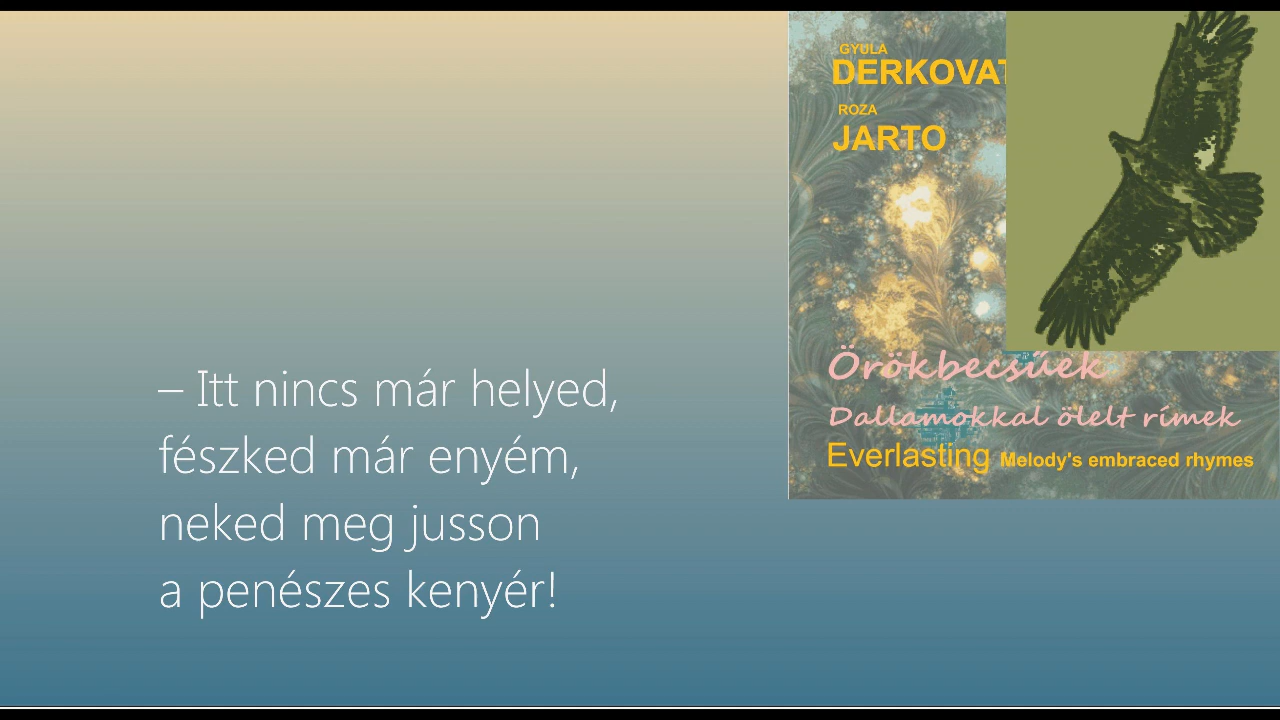 – Itt nincs már helyed,
fészked már enyém,
neked meg jusson
a penészes kenyér!
GYULA
DERKOVAT
ROZA
JARTO
Örökbecsűek
Dallamokkal ölelt rímek
Everlasting Melody's embraced rhymes